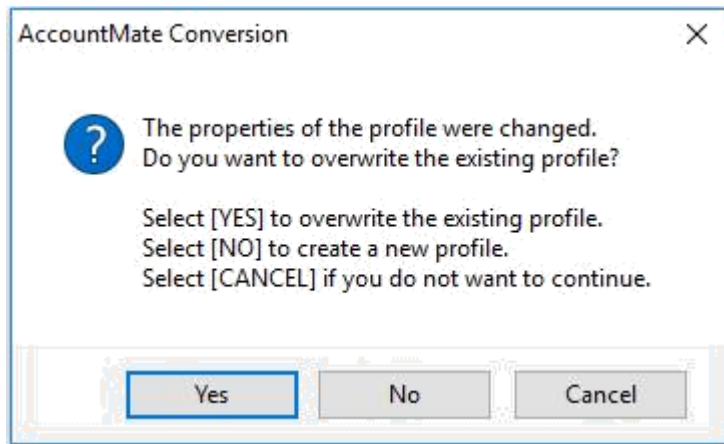 AccountMate Conversion
The properties of the profile were changed.
Do you want to overwrite the existing profile?
Select [YES] to overwrite the existing profile.
Select [NO] to create a new profile.
Select [CANCEL] if you do not want to continue.
Yes No Cancel